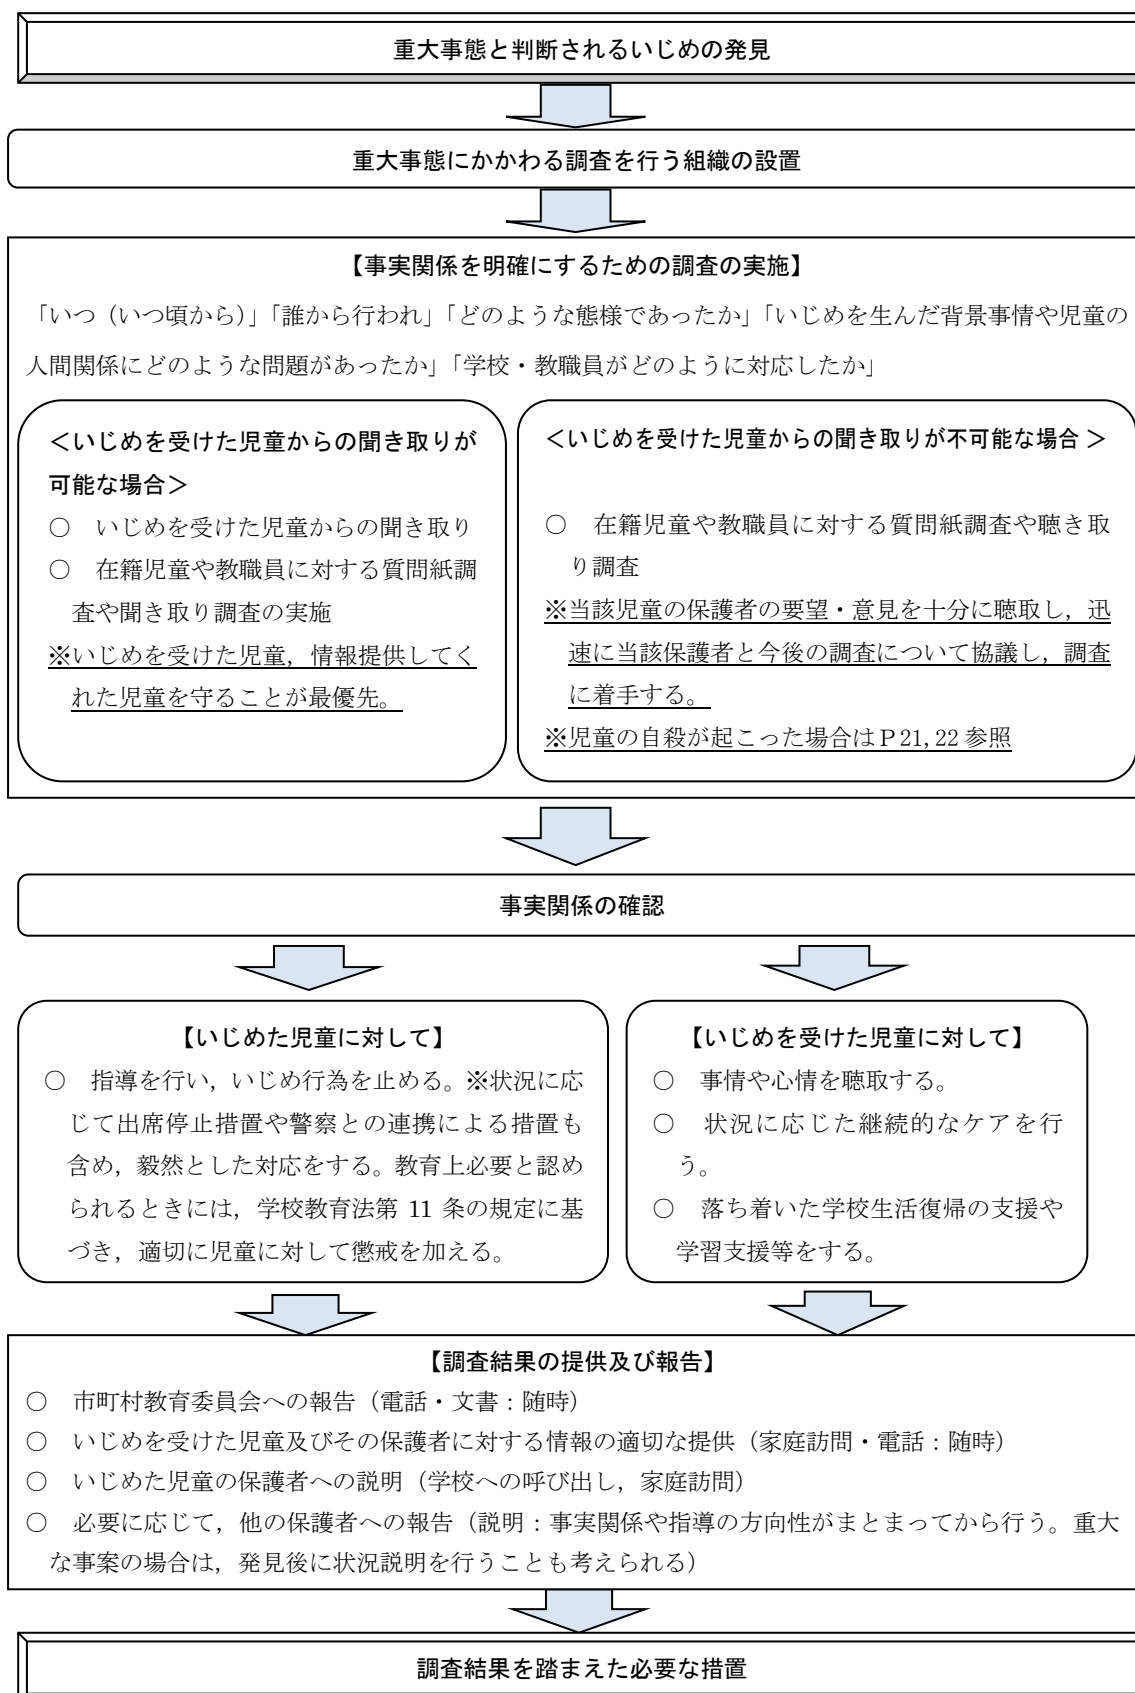 重大事態と判断されるいじめの発見
重大事態にかかわる調査を行う組織の設置
【事実関係を明確にするための調査の実施】
「いつ（いつ頃から）」「誰から行われ」「どのような態様であったか」「いじめを生んだ背景事情や児童の
人間関係にどのような問題があったか」「学校・教職員がどのように対応したか」
＜いじめを受けた児童からの聞き取りが
可能な場合＞
○　いじめを受けた児童からの聞き取り
○　在籍児童や教職員に対する質問紙調
査や聞き取り調査の実施
※いじめを受けた児童，情報提供してく
れた児童を守ることが最優先。
＜いじめを受けた児童からの聞き取りが不可能な場合 ＞
○　在籍児童や教職員に対する質問紙調査や聴き取
り調査
※当該児童の保護者の要望・意見を十分に聴取し，迅
速に当該保護者と今後の調査について協議し，調査
に着手する。
※児童の自殺が起こった場合はＰ21, 22 参照
事実関係の確認
【いじめた児童に対して】
○　指導を行い，いじめ行為を止める。※状況に応
じて出席停止措置や警察との連携による措置も
含め，毅然とした対応をする。教育上必要と認め
られるときには，学校教育法第 11 条の規定に基
づき，適切に児童に対して懲戒を加える。
【いじめを受けた児童に対して】
○　事情や心情を聴取する。
○　状況に応じた継続的なケアを行
う。
○　落ち着いた学校生活復帰の支援や
学習支援等をする。
【調査結果の提供及び報告】
○　市町村教育委員会への報告（電話・文書：随時）
○　いじめを受けた児童及びその保護者に対する情報の適切な提供（家庭訪問・電話：随時）
○　いじめた児童の保護者への説明（学校への呼び出し，家庭訪問）
○　必要に応じて，他の保護者への報告（説明：事実関係や指導の方向性がまとまってから行う。重大
な事案の場合は，発見後に状況説明を行うことも考えられる）
調査結果を踏まえた必要な措置